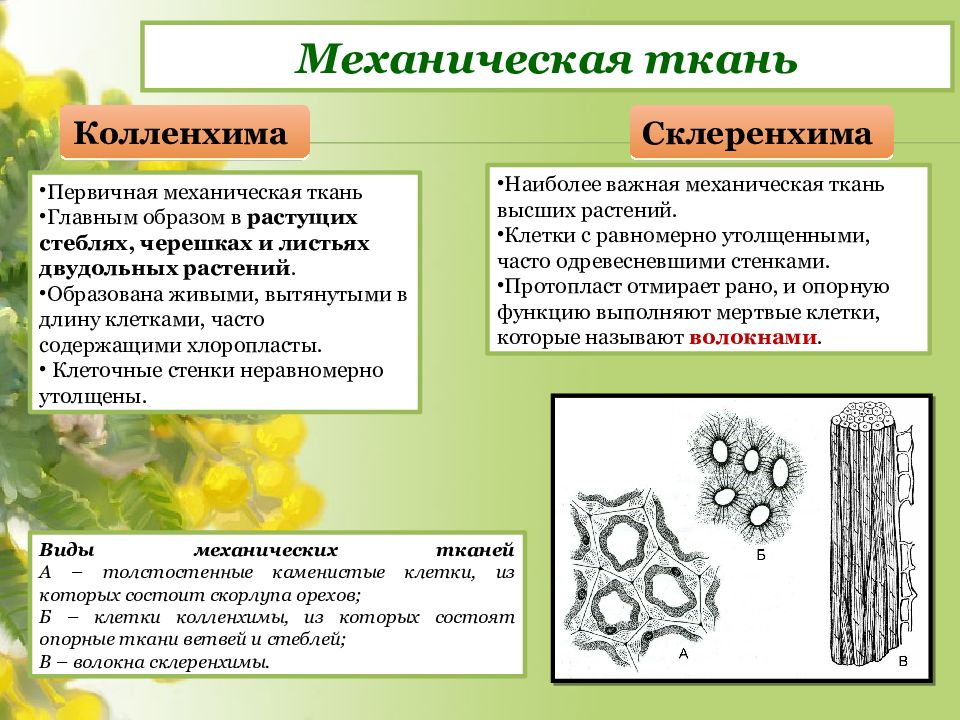 Механическая ткань
Колленхима
•Первичная механическая ткань
•Главным образом в растущих
стеблях, черешках и листьях
двудольных растений.
•Образована живыми, вытянутыми в
длину клетками, часто
содержащими хлоропласты.
• Клеточные стенки неравномерно
утолщены.
Склеренхима
•Наиболее важная механическая ткань
высших растений.
•Клетки с равномерно утолщенными,
часто одревесневшими стенками.
•Протопласт отмирает рано, и опорную
функцию выполняют мертвые клетки,
которые называют волокнами.
Виды механических тканей
А – толстостенные каменистые клетки, из
которых состоит скорлупа орехов;
Б – клетки колленхимы, из которых состоят
опорные ткани ветвей и стеблей;
В – волокна склеренхимы.
А
Б
В